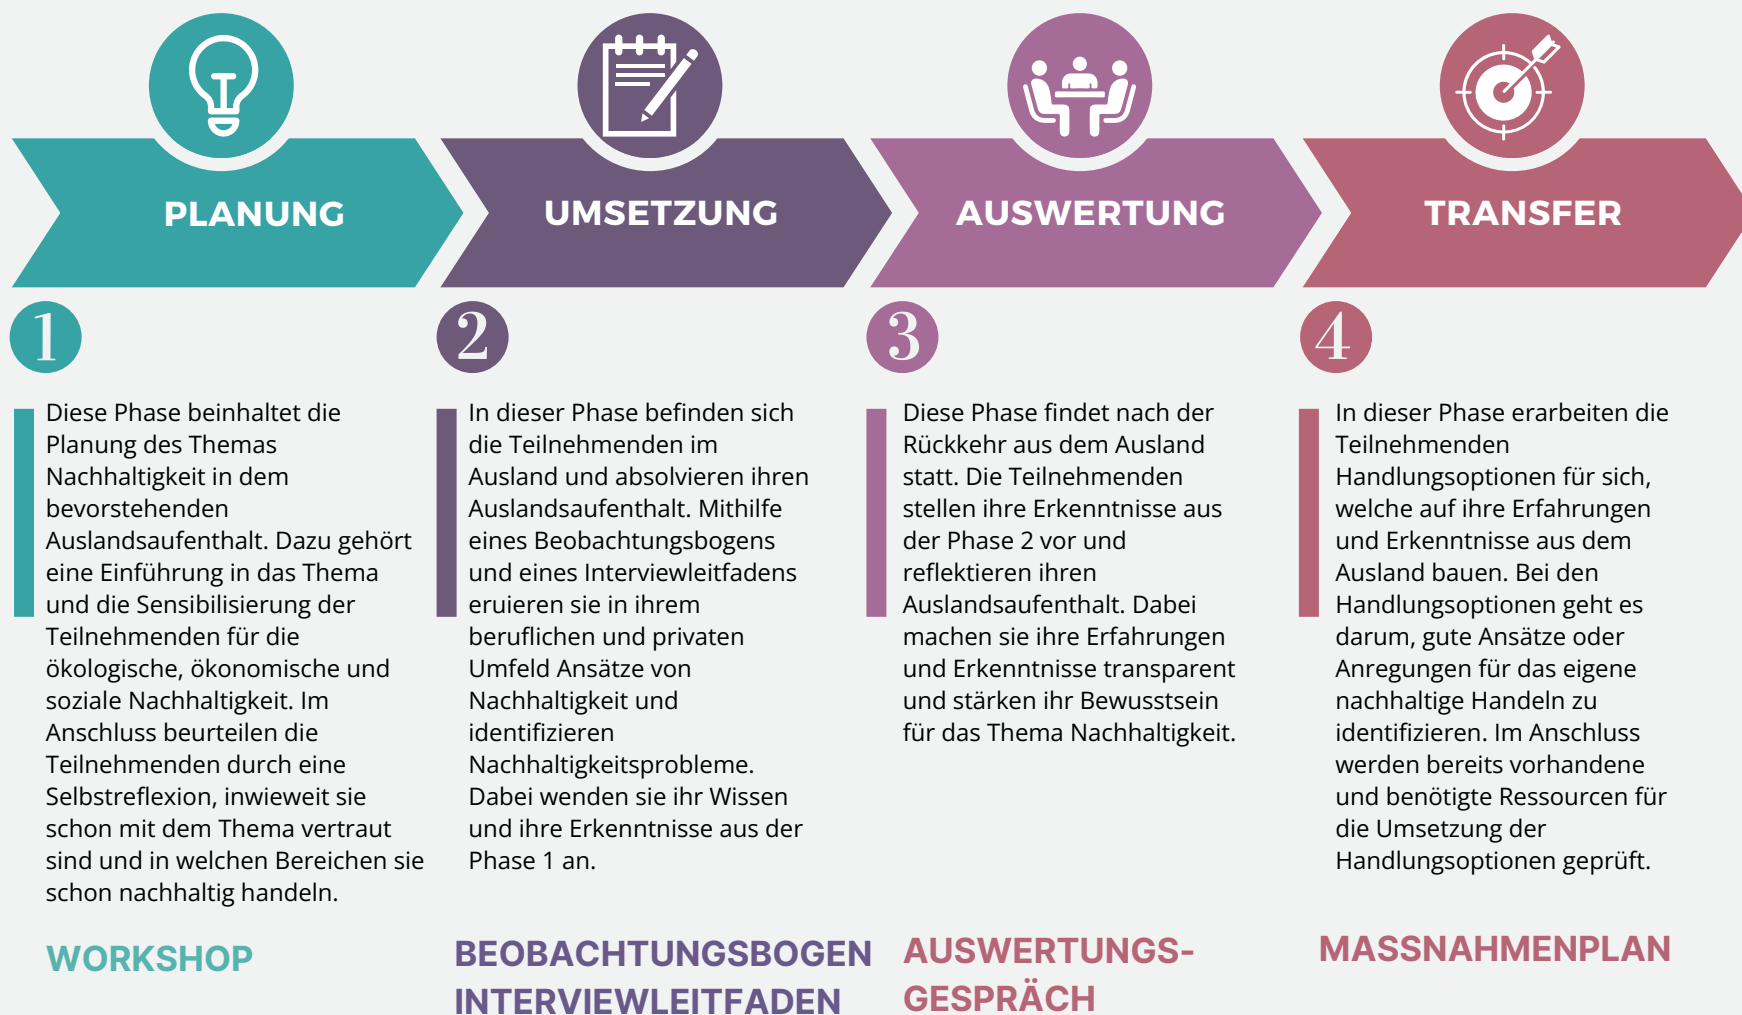 PLANUNG
UMSETZUNG
AUSWERTUNG
TRANSFER
1
Diese Phase beinhaltet die
Planung des Themas
Nachhaltigkeit in dem
bevorstehenden
Auslandsaufenthalt. Dazu gehört
eine Einführung in das Thema
und die Sensibilisierung der
Teilnehmenden für die
ökologische, ökonomische und
soziale Nachhaltigkeit. Im
Anschluss beurteilen die
Teilnehmenden durch eine
Selbstreflexion, inwieweit sie
schon mit dem Thema vertraut
sind und in welchen Bereichen sie
schon nachhaltig handeln.
WORKSHOP
2
In dieser Phase befinden sich
die Teilnehmenden im
Ausland und absolvieren ihren
Auslandsaufenthalt. Mithilfe
eines Beobachtungsbogens
und eines Interviewleitfadens
eruieren sie in ihrem
beruflichen und privaten
Umfeld Ansätze von
Nachhaltigkeit und
identifizieren
Nachhaltigkeitsprobleme.
Dabei wenden sie ihr Wissen
und ihre Erkenntnisse aus der
Phase 1 an.
BEOBACHTUNGSBOGEN
INTERVIEWLEITFADEN
3
Diese Phase findet nach der
Rückkehr aus dem Ausland
statt. Die Teilnehmenden
stellen ihre Erkenntnisse aus
der Phase 2 vor und
reflektieren ihren
Auslandsaufenthalt. Dabei
machen sie ihre Erfahrungen
und Erkenntnisse transparent
und stärken ihr Bewusstsein
für das Thema Nachhaltigkeit.
AUSWERTUNGS-
GESPRÄCH
4
In dieser Phase erarbeiten die
Teilnehmenden
Handlungsoptionen für sich,
welche auf ihre Erfahrungen
und Erkenntnisse aus dem
Ausland bauen. Bei den
Handlungsoptionen geht es
darum, gute Ansätze oder
Anregungen für das eigene
nachhaltige Handeln zu
identifizieren. Im Anschluss
werden bereits vorhandene
und benötigte Ressourcen für
die Umsetzung der
Handlungsoptionen geprüft.
MASSNAHMENPLAN